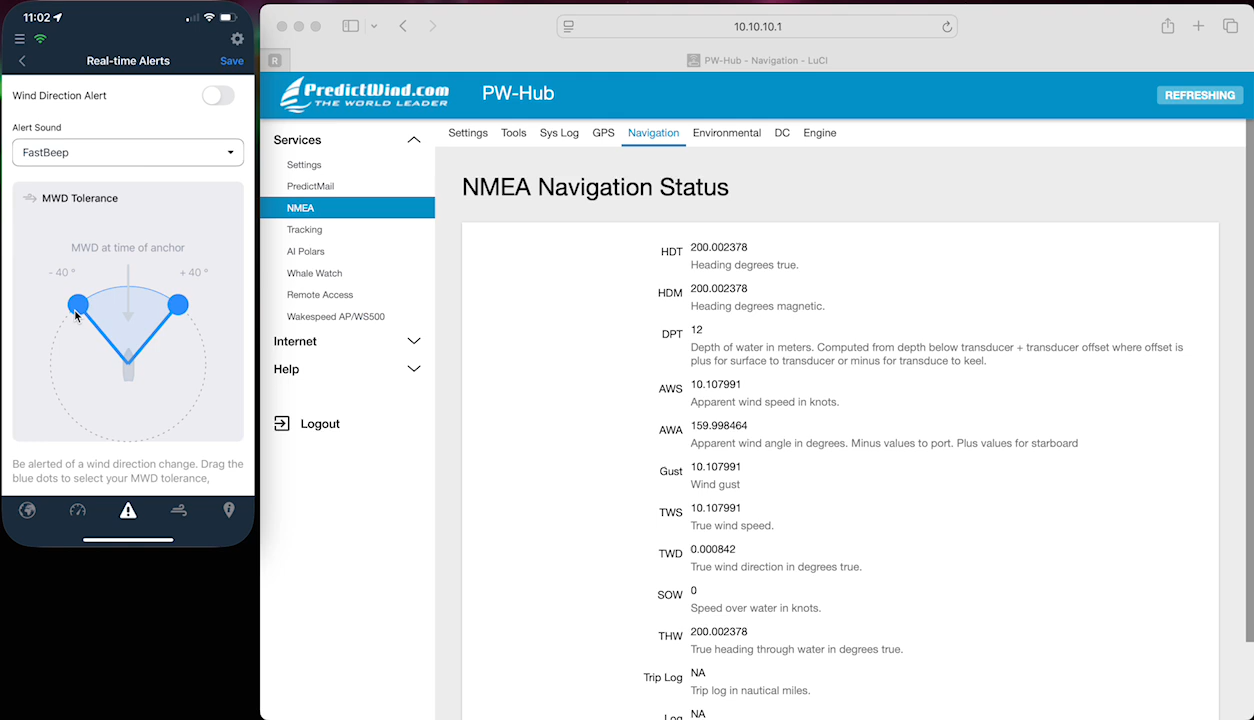 11:02
Real-time Alerts
Save
Wind Direction Alert
Alert Sound
FastBeep
MWD Tolerance
MWD at time of anchor
- 40 °
+ 40 °
Be alerted of a wind direction change. Drag the
blue dots to select your MWD tolerance,
10.10.10.1
R
PW-Hub - Navigation - LuCI
PredictWind.com
THE WORLD LEADER
PW-Hub
REFRESHING
Services
Settings
PredictMail
NMEA
Tracking
AI Polars
Whale Watch
Remote Access
Wakespeed AP/WS500
Internet
Help
Logout
Settings Tools Sys Log GPS Navigation Environmental DC Engine
NMEA Navigation Status
HDT 200.002378
Heading degrees true.
HDM 200.002378
Heading degrees magnetic.
DPT 12
Depth of water in meters. Computed from depth below transducer + transducer offset where offset is
plus for surface to transducer or minus for transduce to keel.
AWS 10.107991
Apparent wind speed in knots.
AWA 159.998464
Apparent wind angle in degrees. Minus values to port. Plus values for starboard
Gust 10.107991
Wind gust
TWS 10.107991
True wind speed.
TWD 0.000842
True wind direction in degrees true.
SOW 0
Speed over water in knots.
THW 200.002378
True heading through water in degrees true.
Trip Log NA
Trip log in nautical miles.
Log NA